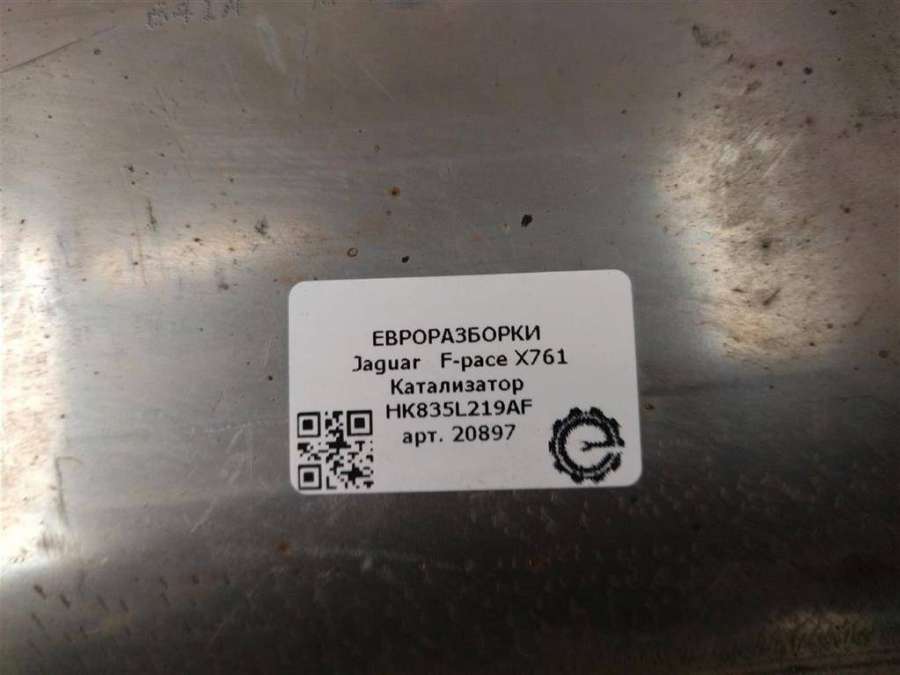 ЕВРОРАЗБОРКИ
Jaguar F-pace X761
Катализатор
HK835L219AF
арт. 20897